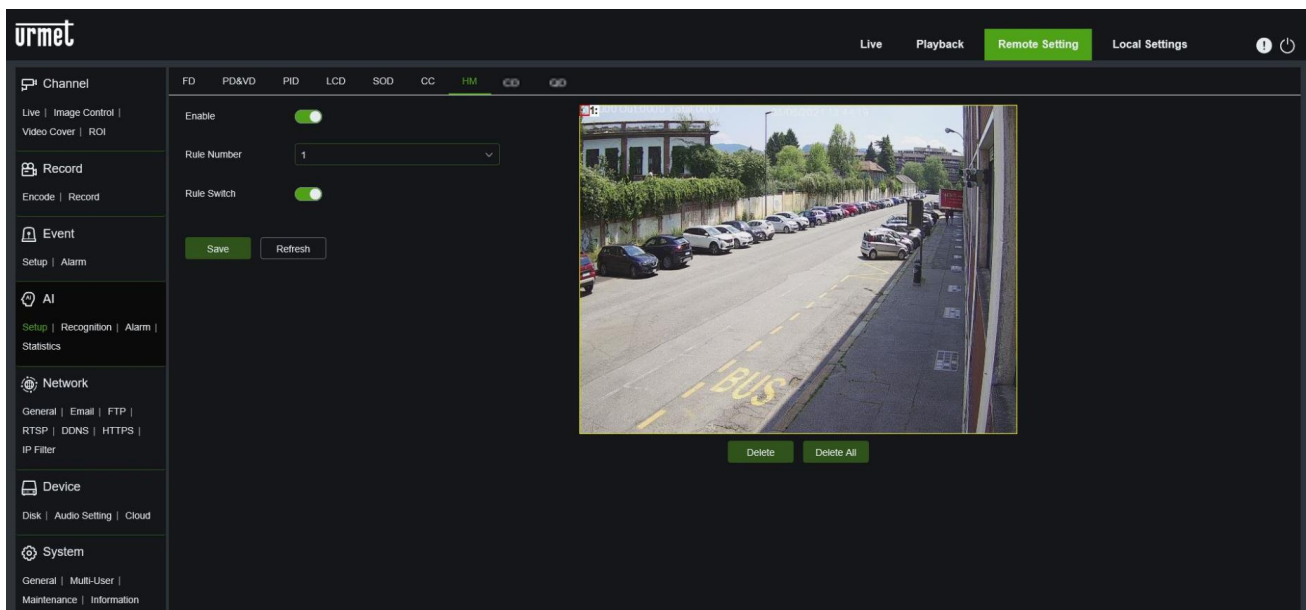 urmet
Live Playback Remote Setting Local Settings
Channel
Live | Image Control |
Video Cover | ROI
Record
Encode | Record
Event
Setup | Alarm
AI
Setup | Recognition | Alarm |
Statistics
Network
General | Email | FTP |
RTSP | DDNS | HTTPS |
IP Filter
Device
Disk | Audio Setting | Cloud
System
General | Multi-User |
Maintenance | Information
FD PD&VD PID LCD SOD CC HM
Enable
Rule Number 1
Rule Switch
Save Refresh
1:
BUS
Delete Delete All